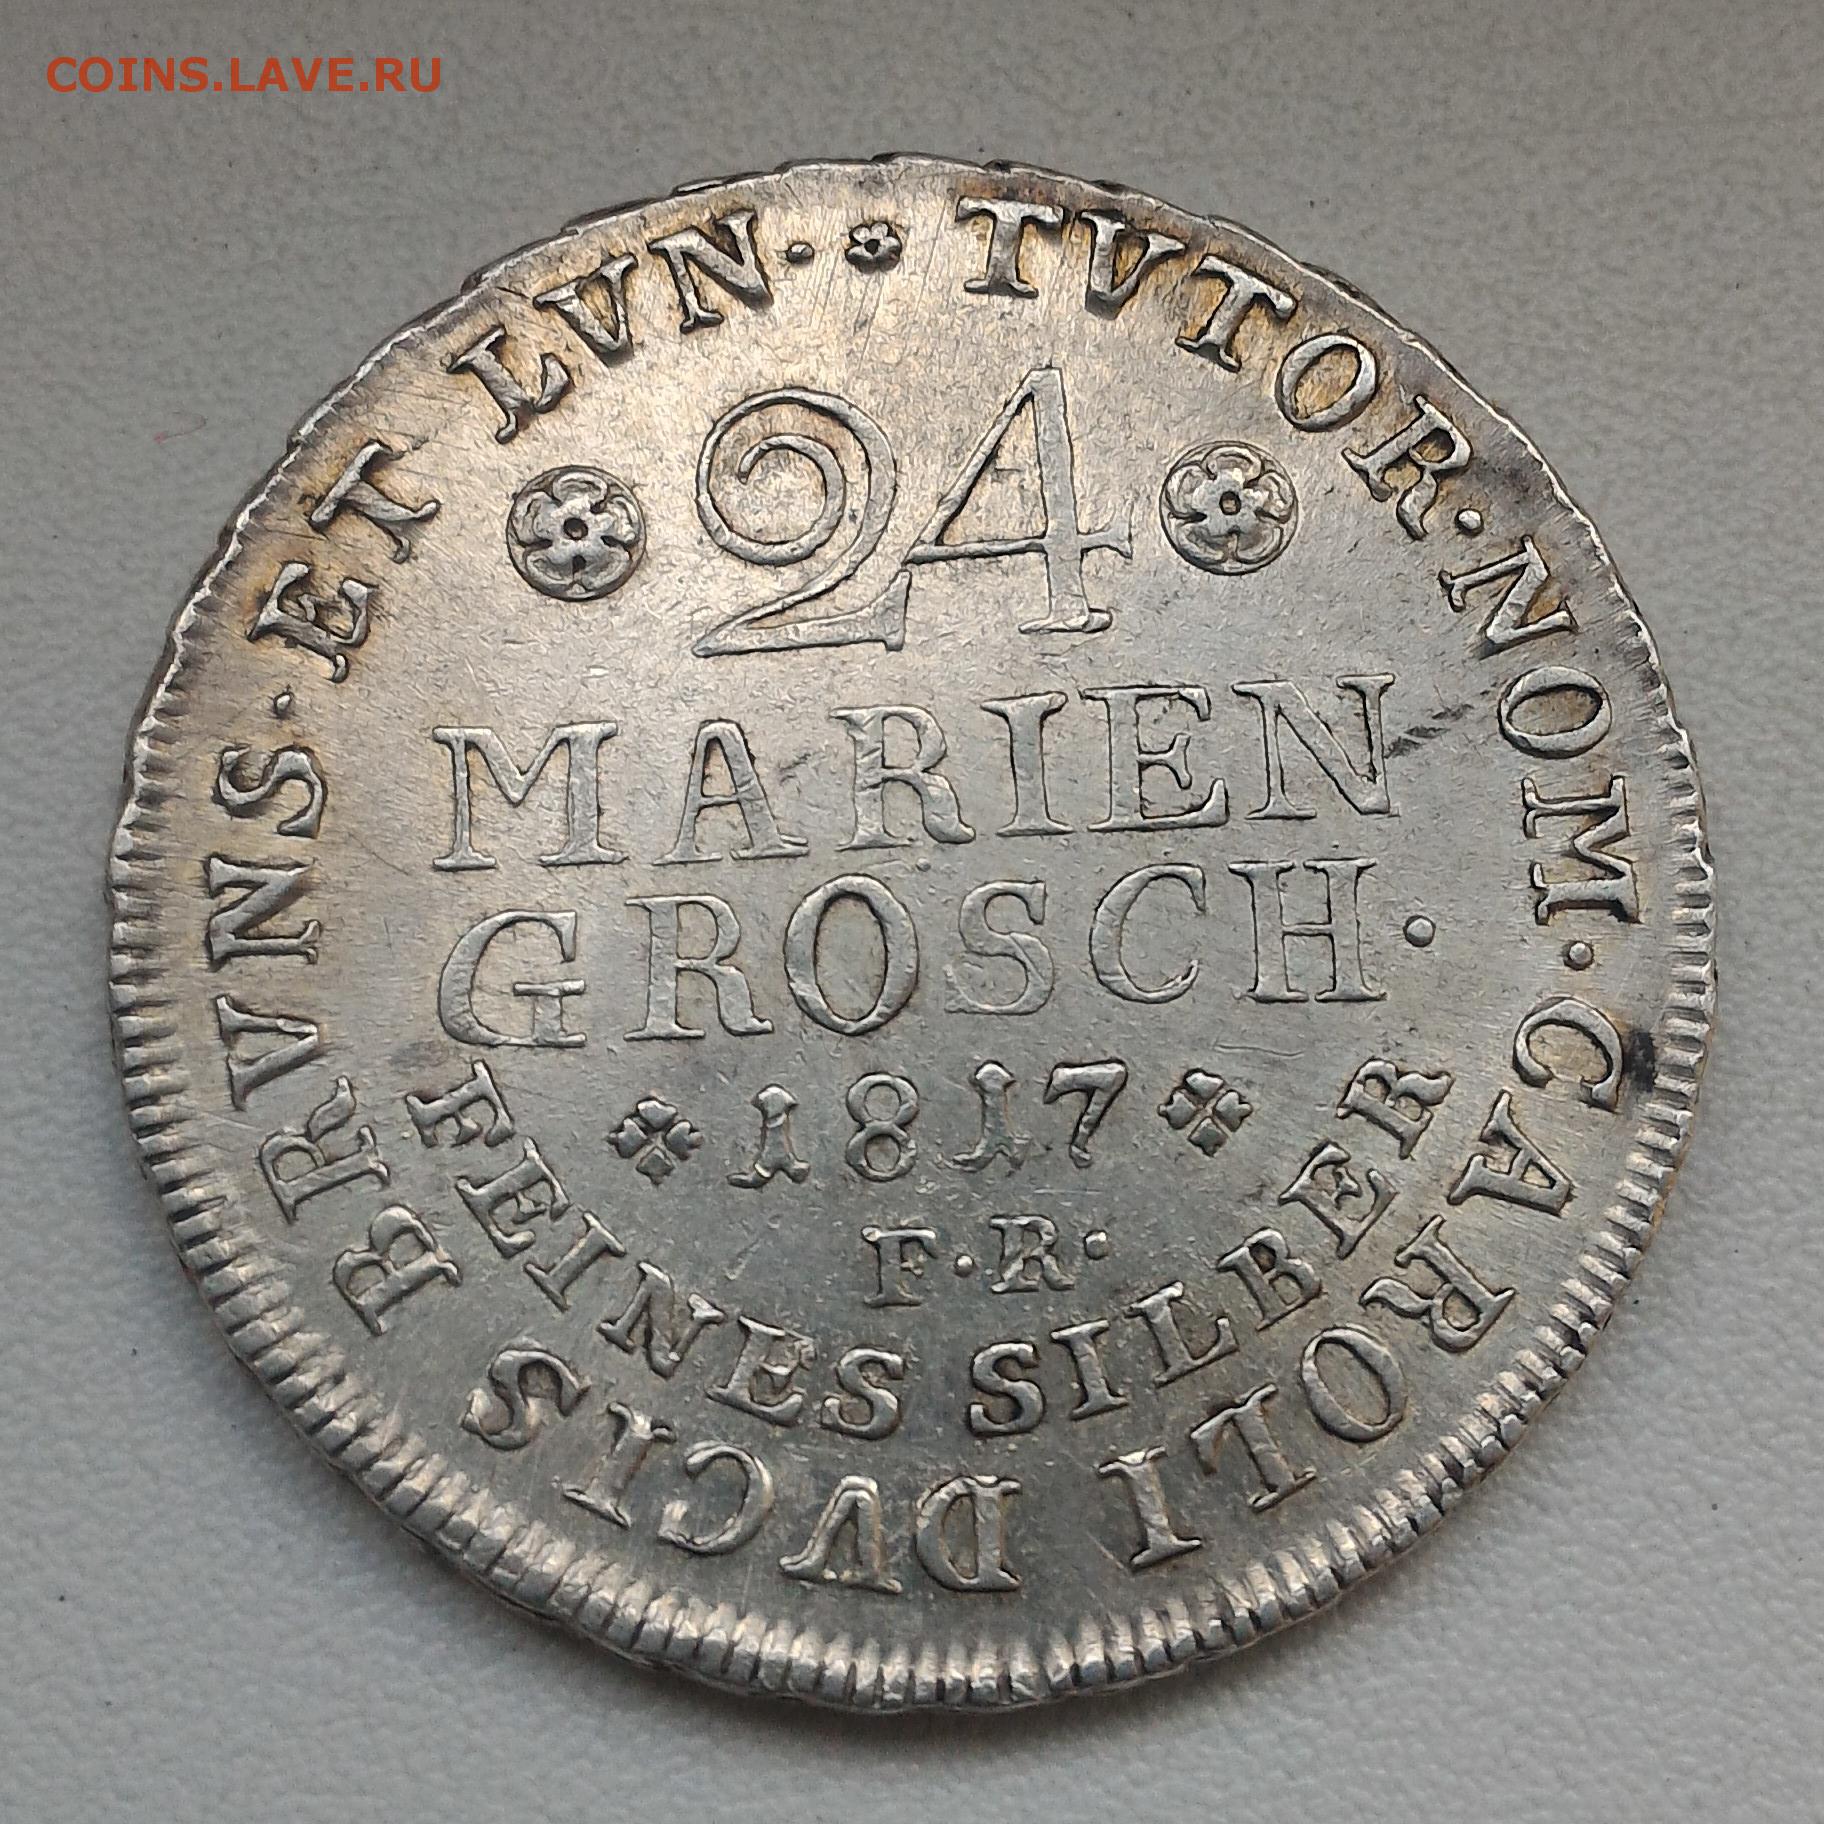 COINS.LAVE.RU
TVTOR·NOM·CAROLI DVCIS BRVNS·ET LVN·
24
MARIEN
GROSCH·
1817
F·R·
FEINES SILBER